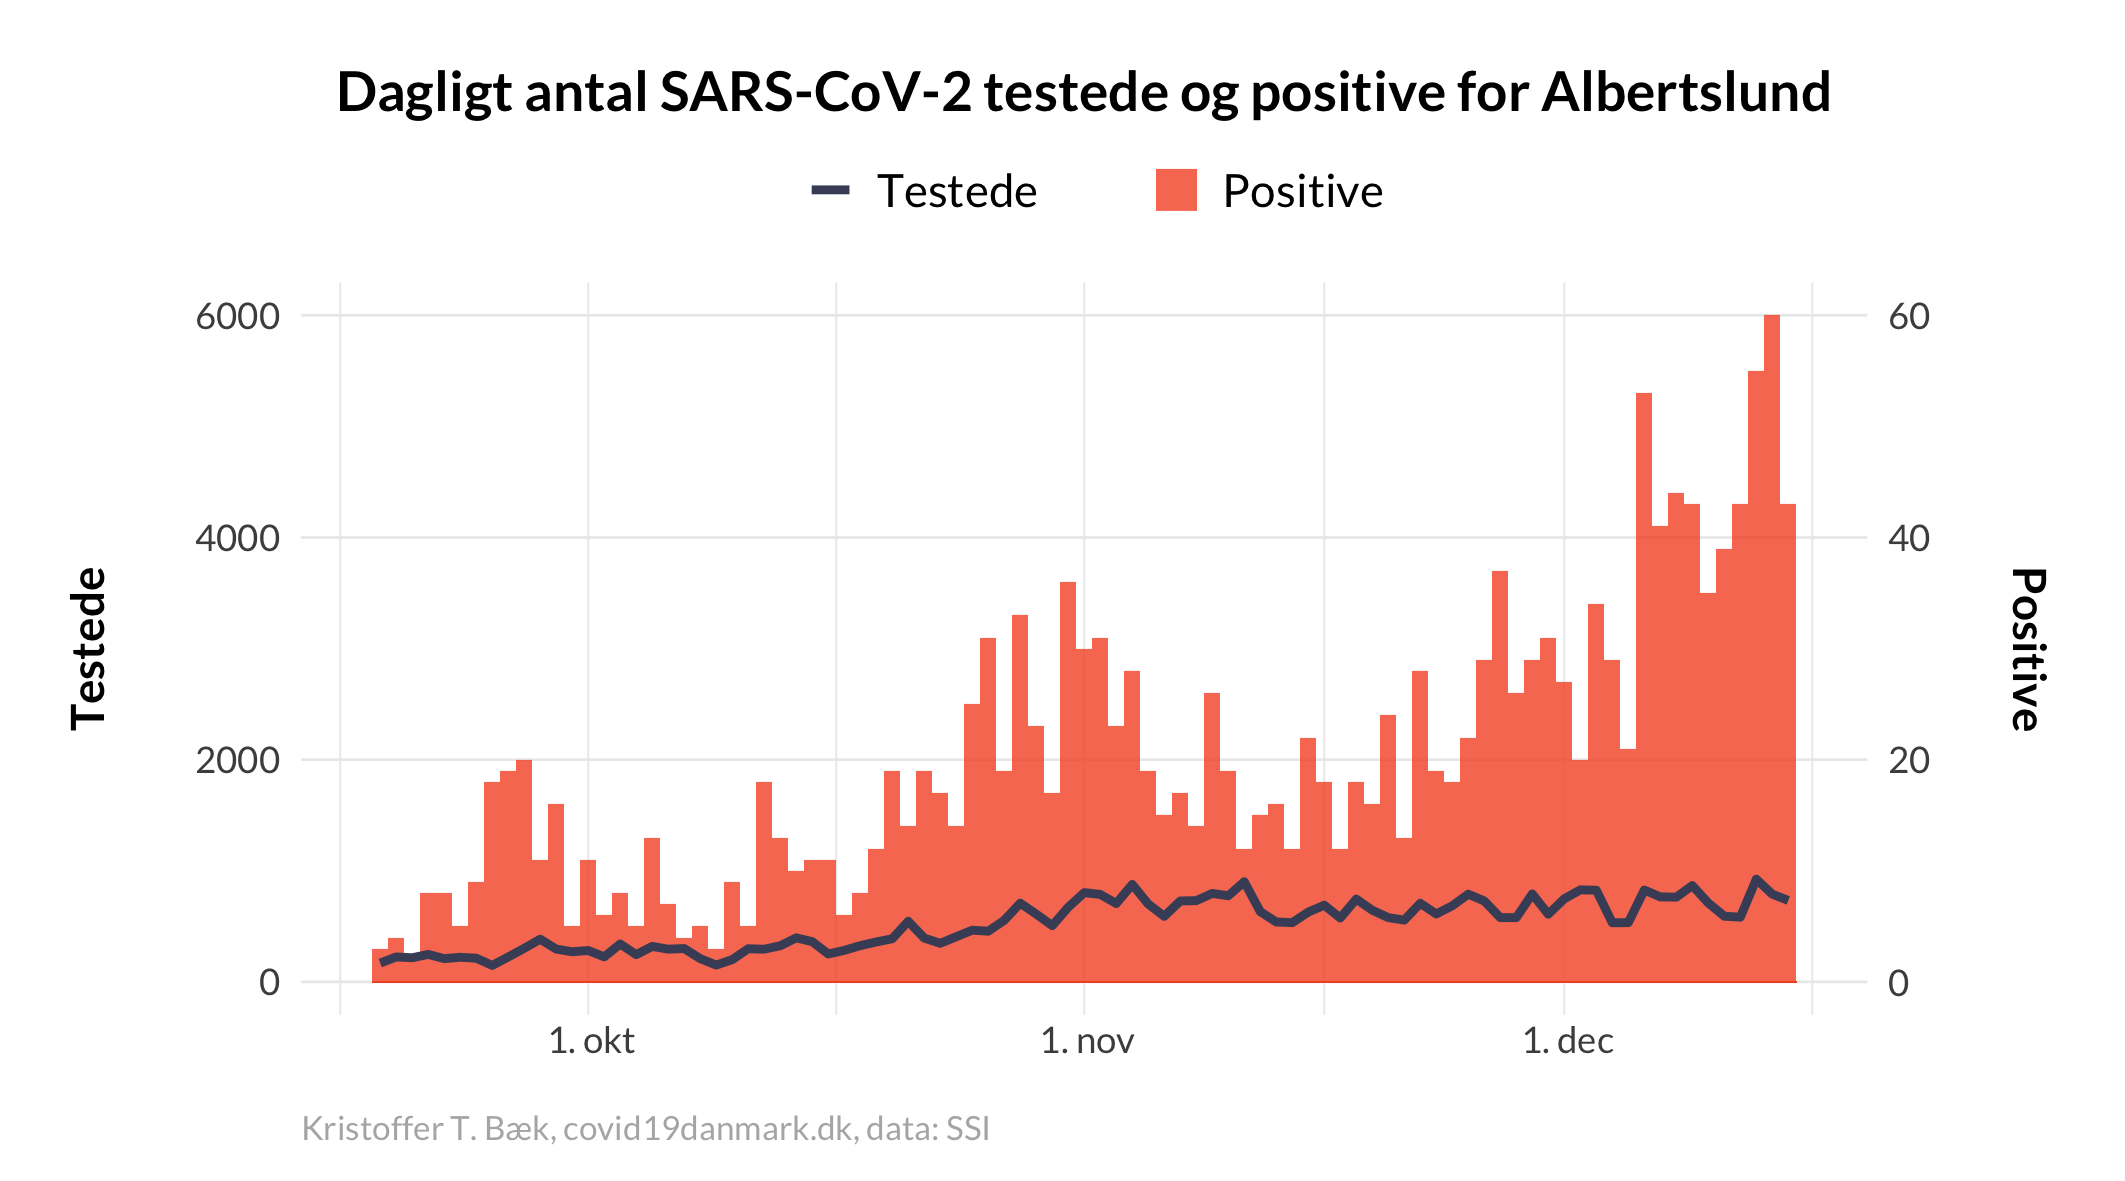 Dagligt antal SARS-CoV-2 testede og positive for Albertslund
Testede Positive
6000 60
4000 40
2000 20
0 0
Testede
Positive
1. okt 1. nov 1. dec
Kristoffer T. Bæk, covid19danmark.dk, data: SSI